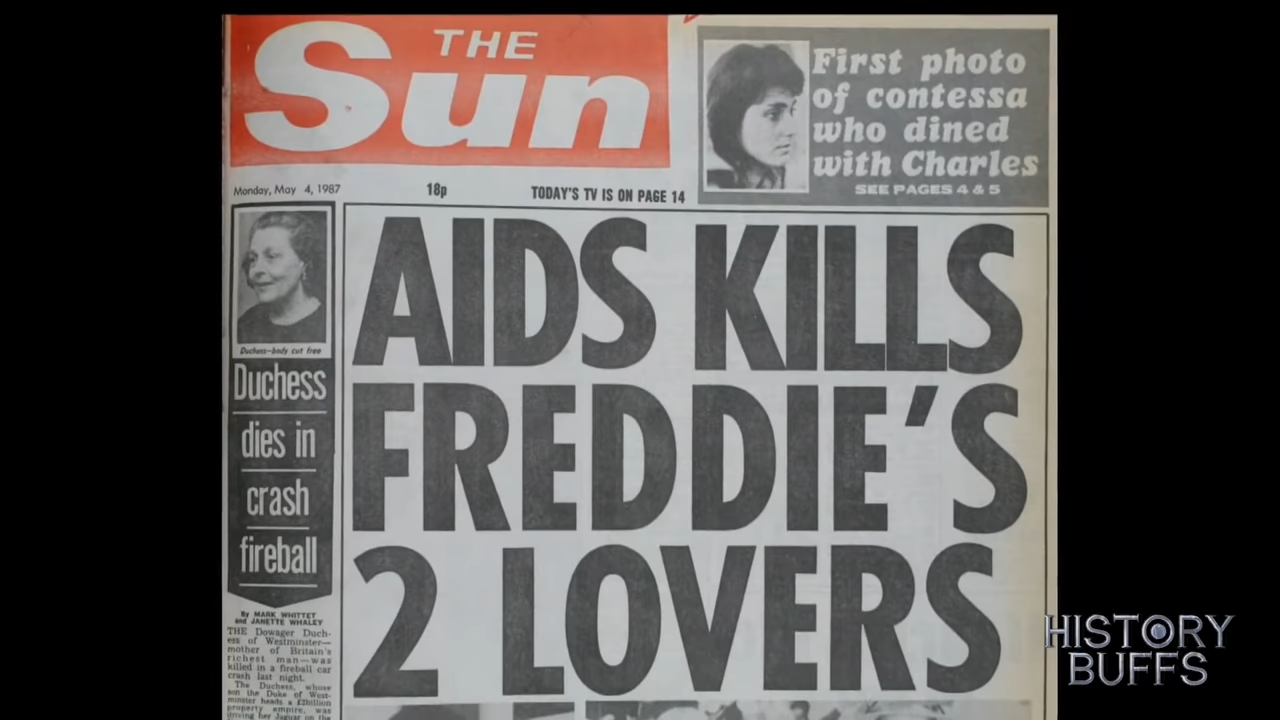 THE
Sun
First photo
of contessa
who dined
with Charles
SEE PAGES 4 & 5
Monday, May 4, 1987
18p
TODAY'S TV IS ON PAGE 14
Duchess—body cut free
Duchess
dies in
crash
fireball
By MARK WHITTET
and JANETTE WHALEY
THE Dowager Duch-
ess of Westminster—
mother of Britain's
richest man—was
killed in a fireball car
crash last night.
The Duchess, whose
son the Duke of West-
minster heads a £2billion
property empire, was
driving her Jaguar on the
AIDS KILLS
FREDDIE'S
2 LOVERS
HISTORY
BUFFS